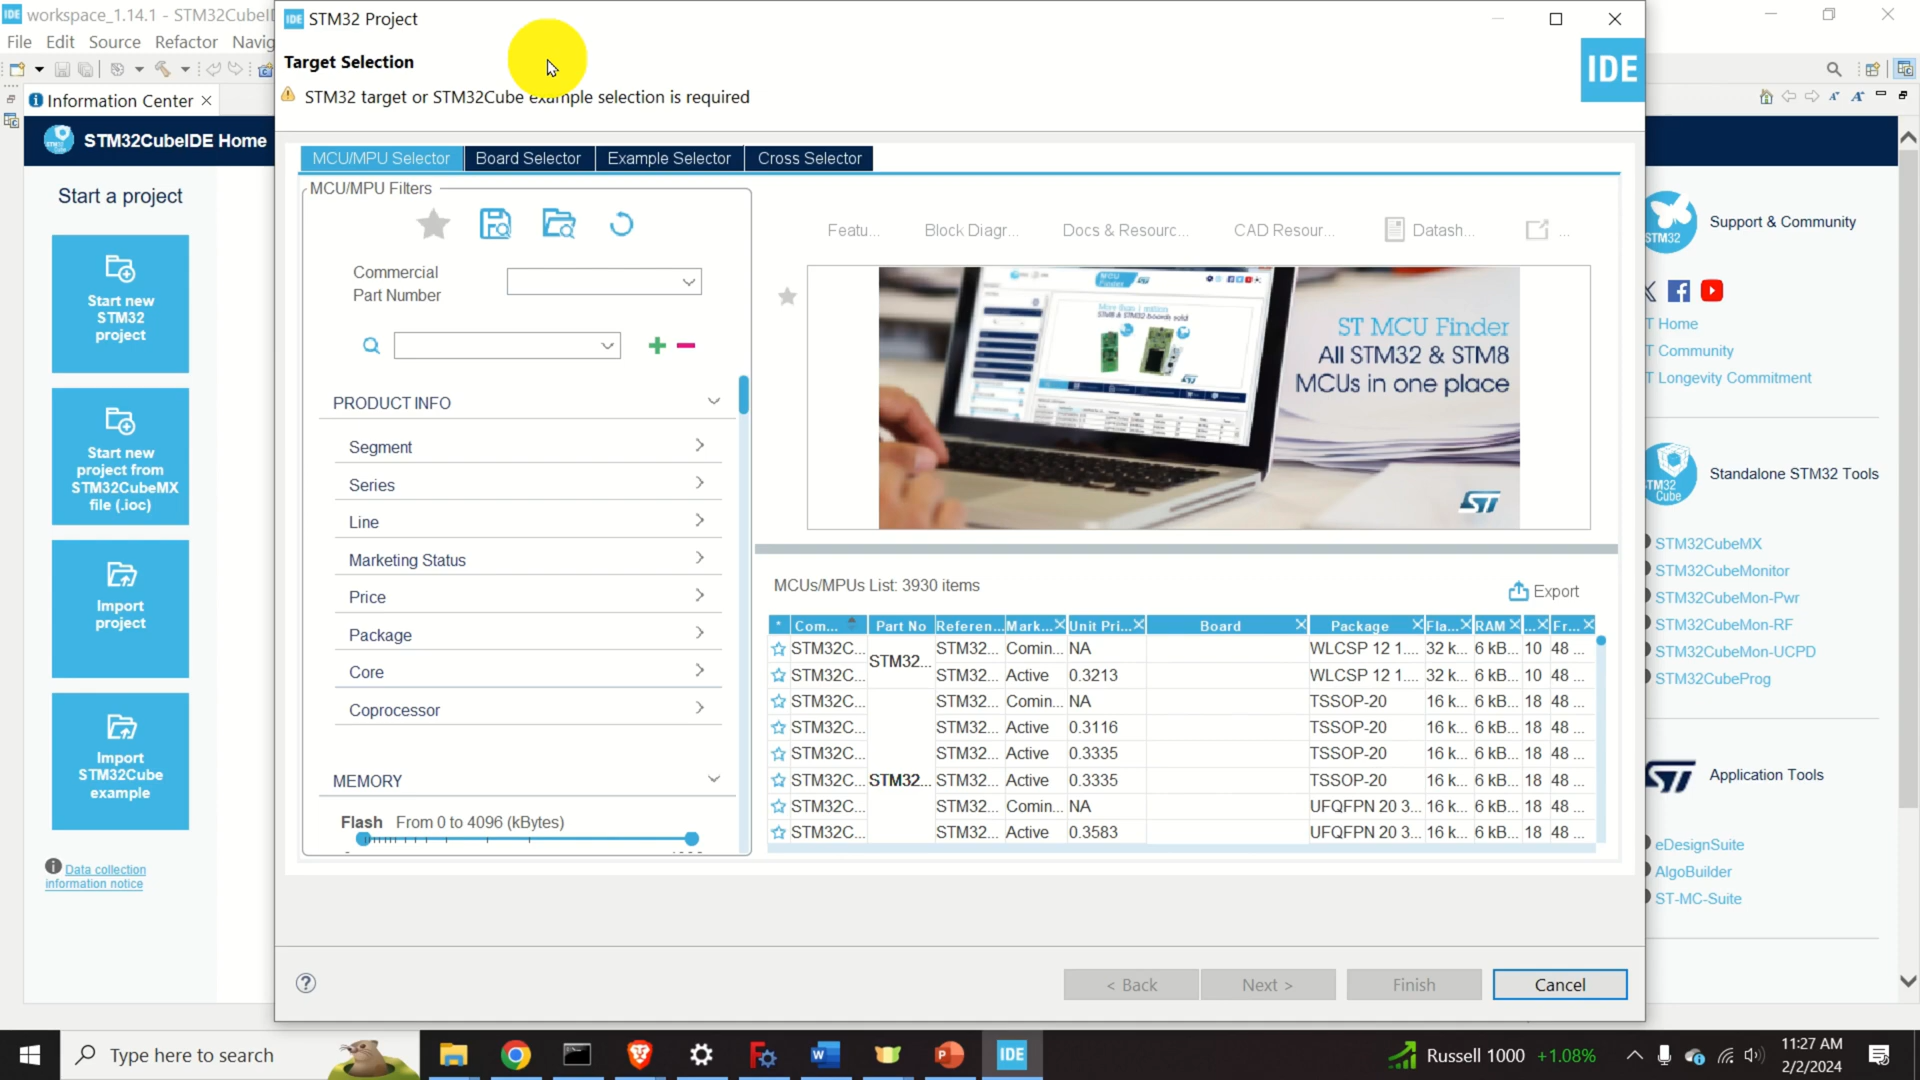 IDE workspace_1.14.1 - STM32CubeI
IDE STM32 Project
File Edit Source Refactor Navig
Target Selection
STM32 target or STM32Cube example selection is required
IDE
Information Center
STM32CubeIDE Home
Start a project
Start new
STM32
project
Start new
project from
STM32CubeMX
file (.ioc)
Import
project
Import
STM32Cube
example
Data collection
information notice
MCU/MPU Selector Board Selector Example Selector Cross Selector
MCU/MPU Filters
Commercial
Part Number
PRODUCT INFO
Segment
Series
Line
Marketing Status
Price
Package
Core
Coprocessor
MEMORY
Flash From 0 to 4096 (kBytes)
Featu... Block Diagr... Docs & Resourc... CAD Resour... Datash... ...
ST MCU Finder
All STM32 & STM8
MCUs in one place
MCUs/MPUs List: 3930 items
Export
* Com... Part No Referen... Mark... Unit Pri... Board Package Fla... RAM ... Fr...
STM32C... STM32... STM32... Comin... NA WLCSP 12 1.... 32 k... 6 kB... 10 48 ...
STM32C... STM32... Active 0.3213 WLCSP 12 1.... 32 k... 6 kB... 10 48 ...
STM32C... STM32... Comin... NA TSSOP-20 16 k... 6 kB... 18 48 ...
STM32C... STM32... Active 0.3116 TSSOP-20 16 k... 6 kB... 18 48 ...
STM32C... STM32... Active 0.3335 TSSOP-20 16 k... 6 kB... 18 48 ...
STM32C... STM32... STM32... Active 0.3335 TSSOP-20 16 k... 6 kB... 18 48 ...
STM32C... STM32... Comin... NA UFQFPN 20 3... 16 k... 6 kB... 18 48 ...
STM32C... STM32... Active 0.3583 UFQFPN 20 3... 16 k... 6 kB... 18 48 ...
< Back Next > Finish Cancel
STM32
Support & Community
T Home
T Community
T Longevity Commitment
TM32
Cube
Standalone STM32 Tools
STM32CubeMX
STM32CubeMonitor
STM32CubeMon-Pwr
STM32CubeMon-RF
STM32CubeMon-UCPD
STM32CubeProg
Application Tools
eDesignSuite
AlgoBuilder
ST-MC-Suite
Type here to search
IDE
Russell 1000 +1.08%
11:27 AM
2/2/2024